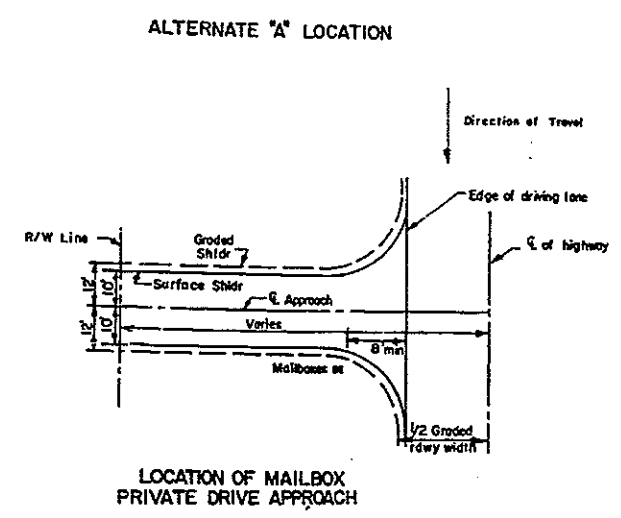 ALTERNATE "A" LOCATION
Direction of Travel
Edge of driving lane
R/W Line
Graded
Shldr
℄ of highway
Surface Shldr
12'
10'
℄ Approach
Varies
12'
10'
8 min
Mailboxes
1/2 Graded
rdwy width
LOCATION OF MAILBOX
PRIVATE DRIVE APPROACH